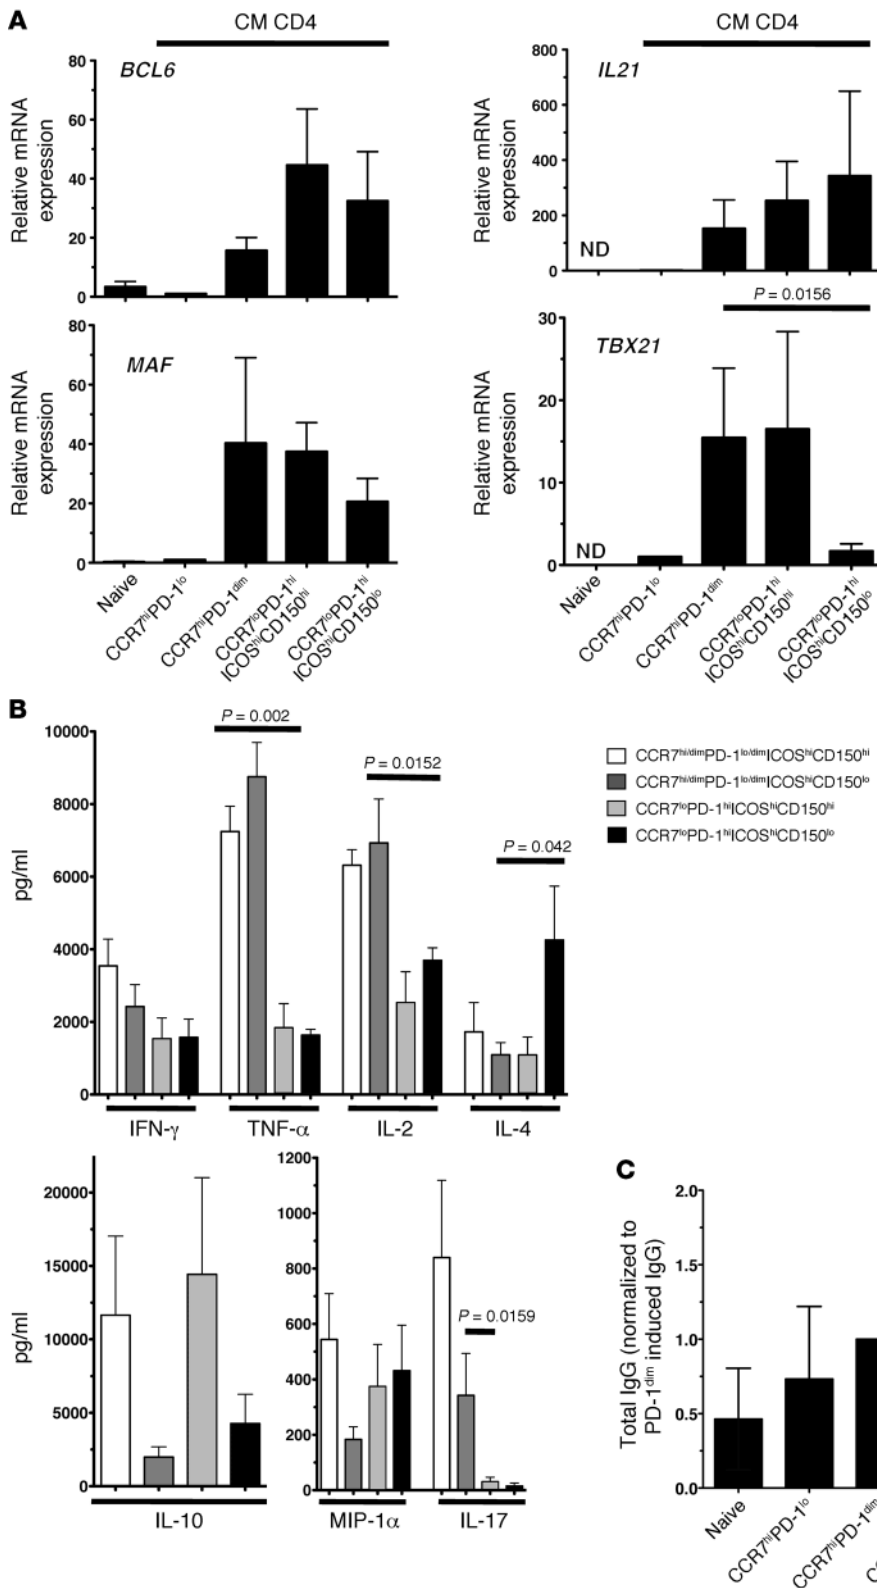 A
CM CD4
BCL6
Relative mRNA
expression
80
60
40
20
0
CM CD4
IL21
Relative mRNA
expression
800
600
400
200
0
ND
MAF
Relative mRNA
expression
80
60
40
20
0
Naive
CCR7hiPD-1lo
CCR7hiPD-1dim
CCR7loPD-1hi
ICOShiCD150hi
CCR7loPD-1hi
ICOShiCD150lo
P = 0.0156
TBX21
Relative mRNA
expression
30
20
10
0
ND
Naive
CCR7hiPD-1lo
CCR7hiPD-1dim
CCR7loPD-1hi
ICOShiCD150hi
CCR7loPD-1hi
ICOShiCD150lo
B
pg/ml
10000
8000
6000
4000
2000
0
P = 0.002
P = 0.0152
P = 0.042
IFN-γ
TNF-α
IL-2
IL-4
CCR7hi/dimPD-1lo/dimICOShiCD150hi
CCR7hi/dimPD-1lo/dimICOShiCD150lo
CCR7loPD-1hiICOShiCD150hi
CCR7loPD-1hiICOShiCD150lo
pg/ml
20000
15000
10000
5000
0
IL-10
1200
1000
800
600
400
200
0
P = 0.0159
MIP-1α
IL-17
C
Total IgG (normalized to
PD-1dim induced IgG)
2.0
1.5
1.0
0.5
0.0
Naive
CCR7hiPD-1lo
CCR7hiPD-1dim